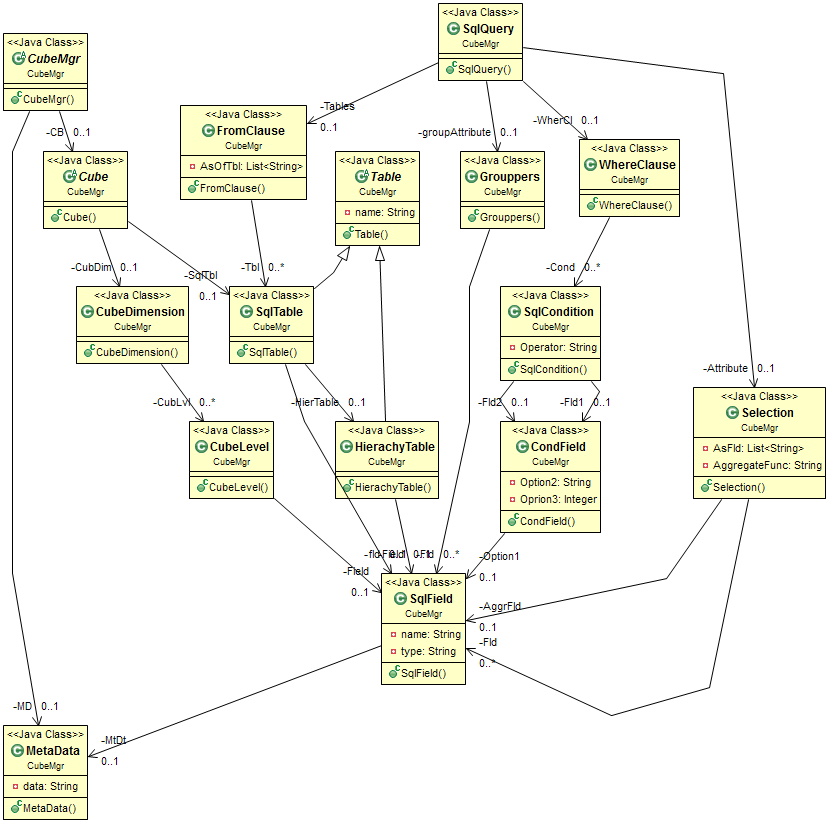 <<Java Class>>
SqlQuery
CubeMgr
SqlQuery()
<<Java Class>>
CubeMgr
CubeMgr
CubeMgr()
-CB 0..1
-Tables
0..1
-groupAttribute 0..1
-WherCl 0..1
<<Java Class>>
FromClause
CubeMgr
AsOfTbl: List<String>
FromClause()
<<Java Class>>
Cube
CubeMgr
Cube()
<<Java Class>>
Table
CubeMgr
name: String
Table()
<<Java Class>>
Grouppers
CubeMgr
Grouppers()
<<Java Class>>
WhereClause
CubeMgr
WhereClause()
-CubDim 0..1
-SqlTbl
0..1
-Tbl 0..*
-Cond 0..*
<<Java Class>>
CubeDimension
CubeMgr
CubeDimension()
<<Java Class>>
SqlTable
CubeMgr
SqlTable()
<<Java Class>>
SqlCondition
CubeMgr
Operator: String
SqlCondition()
-Attribute 0..1
-CubLvl 0..*
-HierTable 0..1
-Fld2 0..1
-Fld1 0..1
<<Java Class>>
Selection
CubeMgr
AsFld: List<String>
AggregateFunc: String
Selection()
<<Java Class>>
CubeLevel
CubeMgr
CubeLevel()
<<Java Class>>
HierachyTable
CubeMgr
HierachyTable()
<<Java Class>>
CondField
CubeMgr
Option2: String
Oprion3: Integer
CondField()
-Fld 0..*
-Option1
0..1
-Field
0..1
<<Java Class>>
SqlField
CubeMgr
name: String
type: String
SqlField()
-AggrFld
0..1
-Fld
0..*
-MD 0..1
-MtDt
0..1
<<Java Class>>
MetaData
CubeMgr
data: String
MetaData()